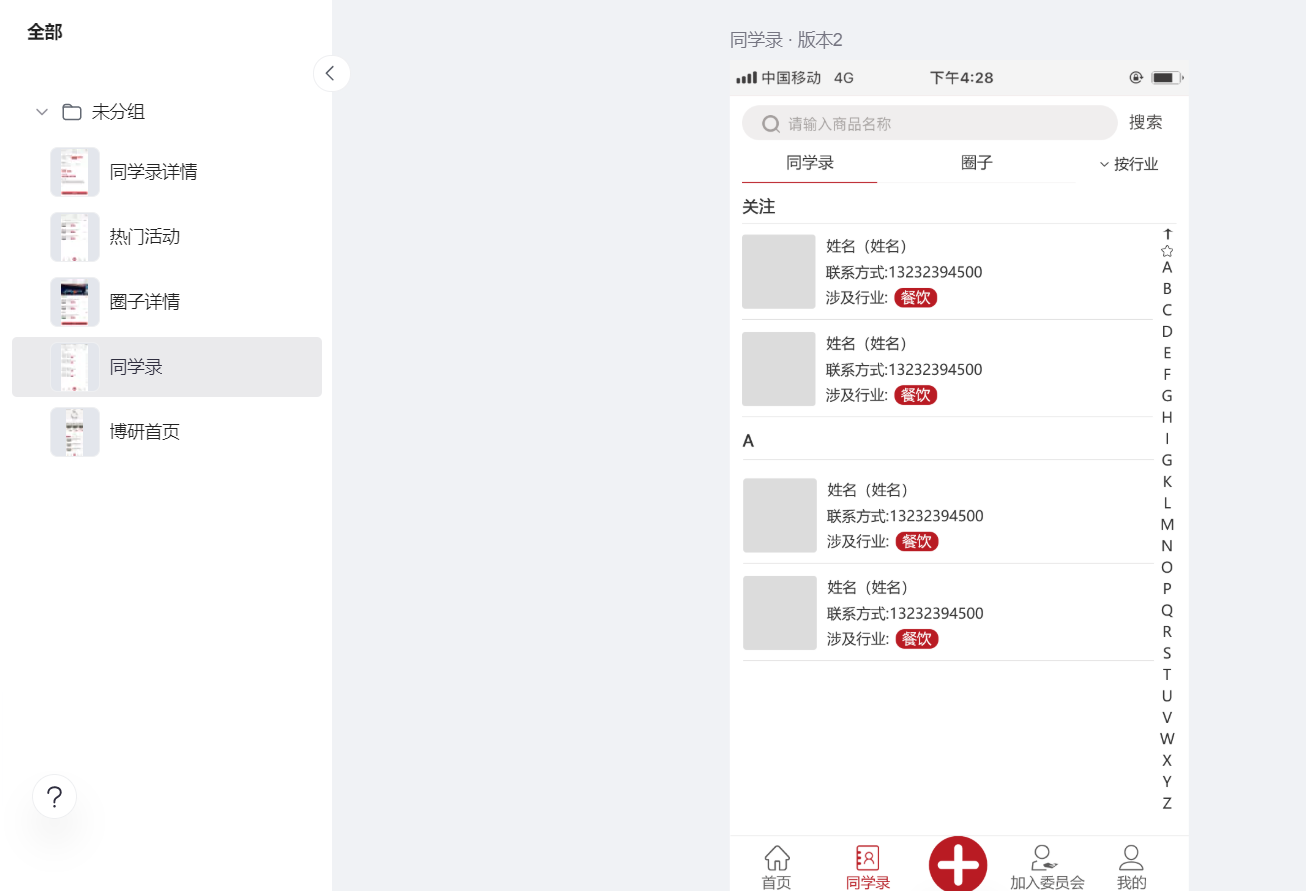 全部
未分组
同学录详情
热门活动
圈子详情
同学录
博研首页
?
同学录 · 版本2
中国移动 4G 下午4:28
请输入商品名称 搜索
同学录 圈子 按行业
关注
姓名（姓名）
联系方式:13232394500
涉及行业: 餐饮
姓名（姓名）
联系方式:13232394500
涉及行业: 餐饮
A
姓名（姓名）
联系方式:13232394500
涉及行业: 餐饮
姓名（姓名）
联系方式:13232394500
涉及行业: 餐饮
A
B
C
D
E
F
G
H
I
G
K
L
M
N
O
P
Q
R
S
T
U
V
W
X
Y
Z
首页 同学录 加入委员会 我的